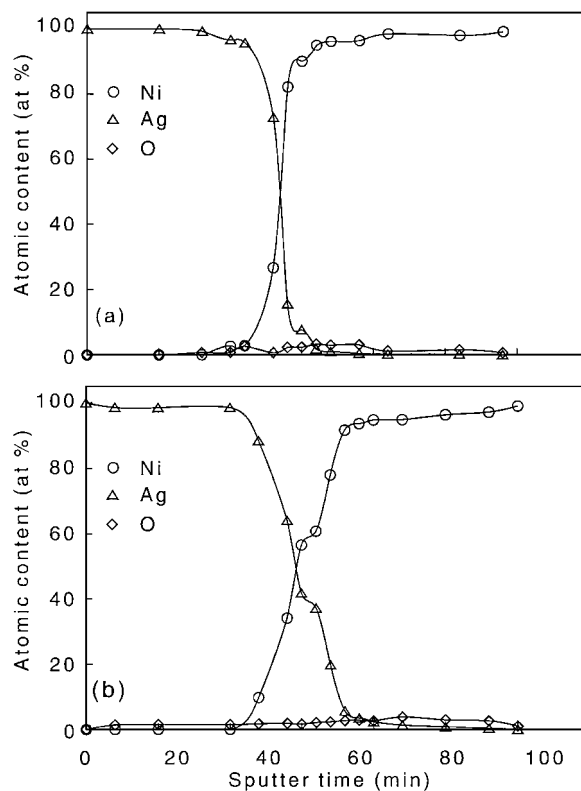 100
80
60
40
20
0
Atomic content (at %)
Ni
Ag
O
(a)
100
80
60
40
20
0
Atomic content (at %)
Ni
Ag
O
(b)
0 20 40 60 80 100
Sputter time (min)